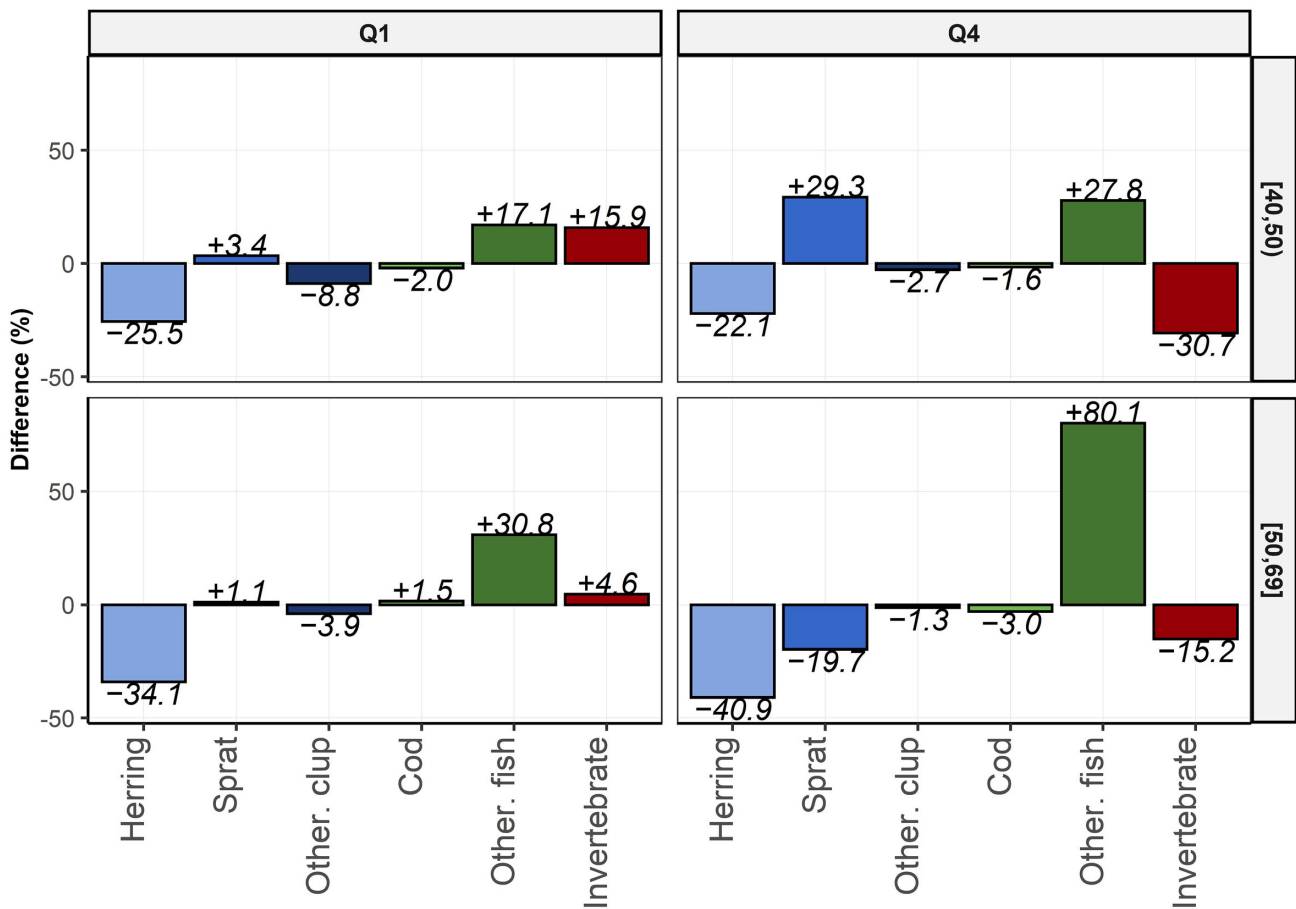 Q1
Q4
Difference (%)
50
0
-50
+3.4
+17.1
+15.9
−8.8
−2.0
−25.5
+29.3
+27.8
−2.7
−1.6
−22.1
−30.7
[40,50)
50
0
-50
+30.8
+1.1
+1.5
+4.6
−3.9
−34.1
+80.1
−1.3
−3.0
−19.7
−15.2
−40.9
[50,69]
Herring
Sprat
Other. clup
Cod
Other. fish
Invertebrate
Herring
Sprat
Other. clup
Cod
Other. fish
Invertebrate